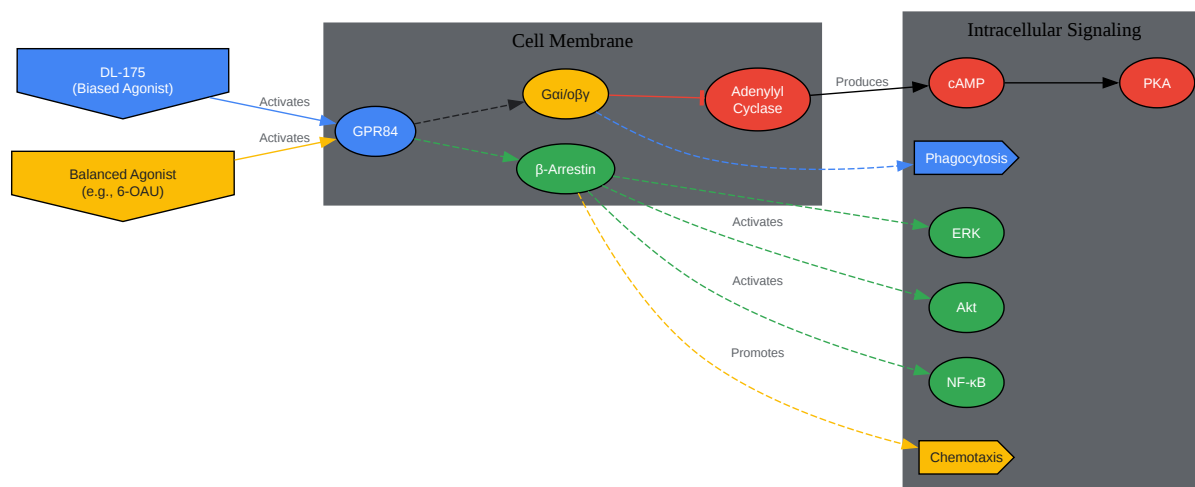 DL-175
(Biased Agonist)
Balanced Agonist
(e.g., 6-OAU)
Activates
Activates
Cell Membrane
GPR84
Gαi/oβγ
β-Arrestin
Adenylyl
Cyclase
Produces
Activates
Activates
Promotes
Intracellular Signaling
cAMP
PKA
Phagocytosis
ERK
Akt
NF-κB
Chemotaxis